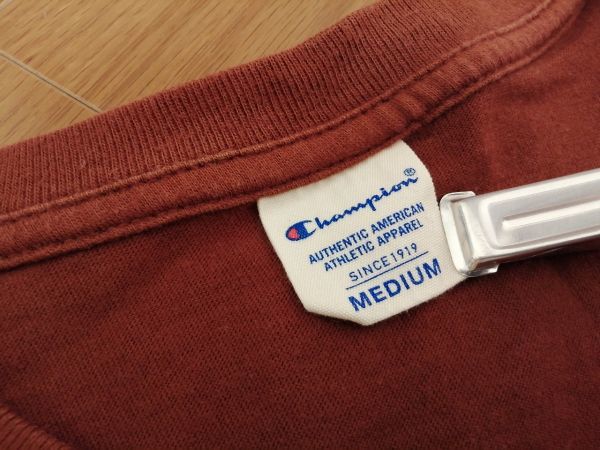 Champion®
AUTHENTIC AMERICAN
ATHLETIC APPAREL
SINCE 1919
MEDIUM